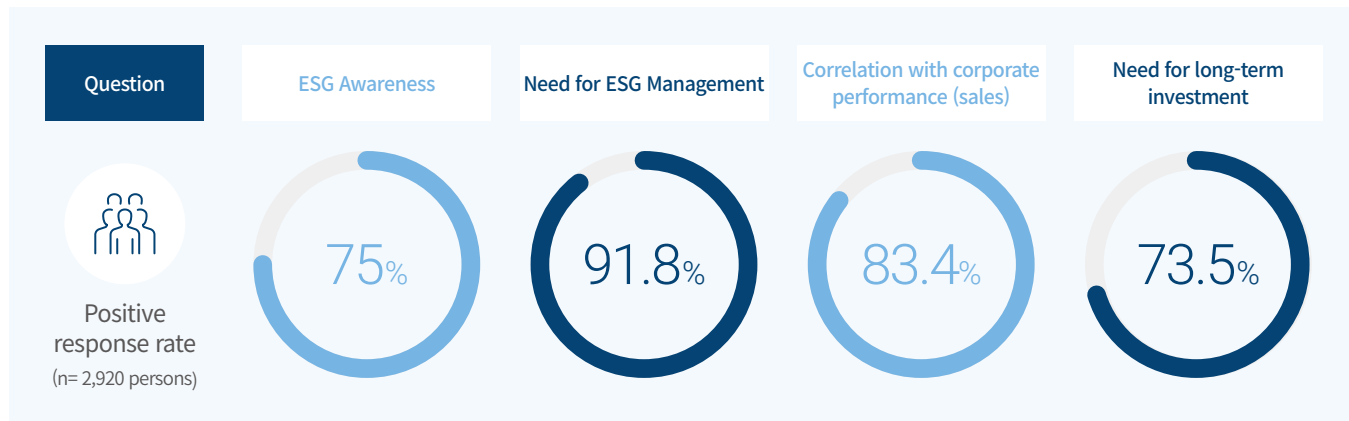 Question
ESG Awareness
Need for ESG Management
Correlation with corporate
performance (sales)
Need for long-term
investment
Positive
response rate
(n= 2,920 persons)
75%
91.8%
83.4%
73.5%